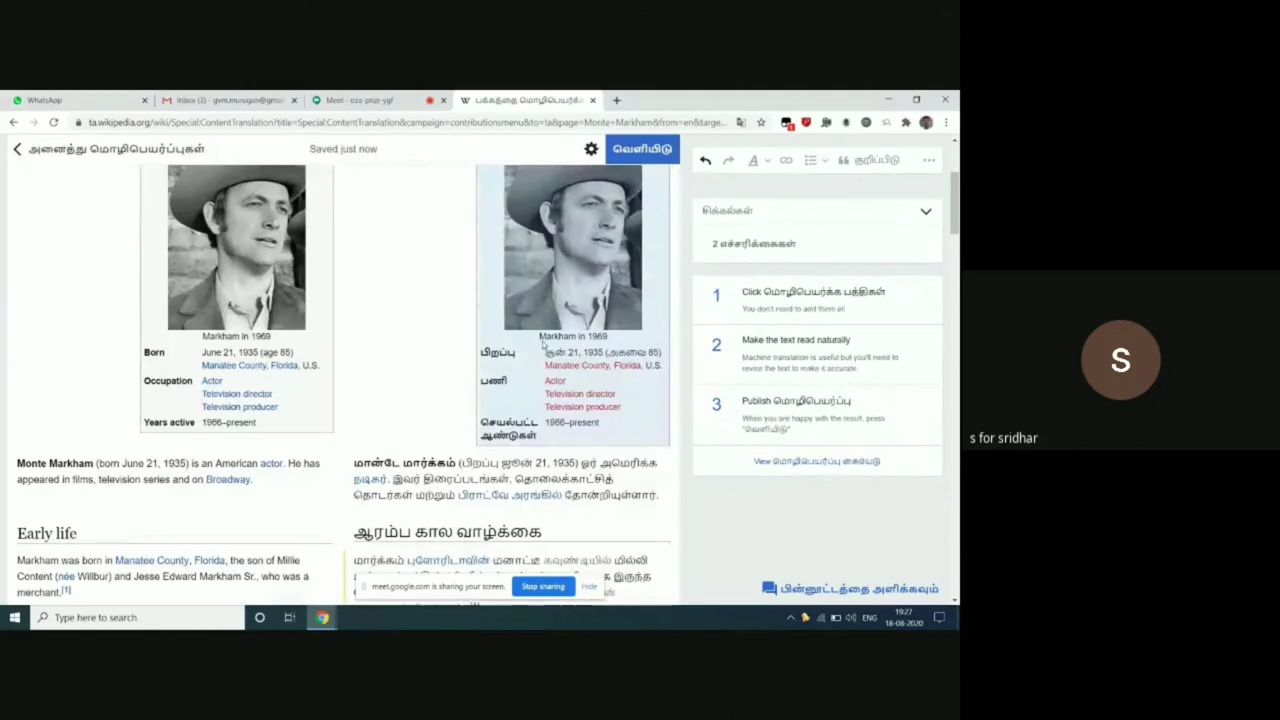 WhatsApp
Inbox (2) - gvm.murugan@gmai
Meet - oza-pnzr-ygf
பக்கத்தை மொழிபெயர்க்க
ta.wikipedia.org/wiki/Special:ContentTranslation?title=Special:ContentTranslation&campaign=contributionsmenu&to=ta&page=Monte+Markham&from=en&targe...
அனைத்து மொழிபெயர்ப்புகள்
Saved just now
வெளியிடு
குறிப்பிடு
Markham in 1969
Born June 21, 1935 (age 85)
Manatee County, Florida, U.S.
Occupation Actor
Television director
Television producer
Years active 1966–present
Monte Markham (born June 21, 1935) is an American actor. He has
appeared in films, television series and on Broadway.
Early life
Markham was born in Manatee County, Florida, the son of Millie
Content (née Willbur) and Jesse Edward Markham Sr., who was a
merchant.[1]
Markham in 1969
பிறப்பு சூன் 21, 1935 (அகவை 85)
Manatee County, Florida, U.S.
பணி Actor
Television director
Television producer
செயல்பட்ட 1966–present
ஆண்டுகள்
மான்டே மார்க்கம் (பிறப்பு ஜூன் 21, 1935) ஓர் அமெரிக்க
நடிகர். இவர் திரைப்படங்கள், தொலைக்காட்சித்
தொடர்கள் மற்றும் பிராட்வே அரங்கில் தோன்றியுள்ளார்.
ஆரம்ப கால வாழ்க்கை
மார்க்கம் புளோரிடாவின் மனாட்டீ கவுண்டியில் மில்லி
இருந்த
meet.google.com is sharing your screen.
Stop sharing
Hide
சிக்கல்கள்
2 எச்சரிக்கைகள்
1 Click மொழிபெயர்க்க பத்திகள்
You don't need to add them all
2 Make the text read naturally
Machine translation is useful but you'll need to
revise the text to make it accurate.
3 Publish மொழிபெயர்ப்பு
When you are happy with the result, press
"வெளியிடு".
View மொழிபெயர்ப்பு கையேடு
பின்னூட்டத்தை அளிக்கவும்
Type here to search
ENG
19:27
18-08-2020
S
s for sridhar